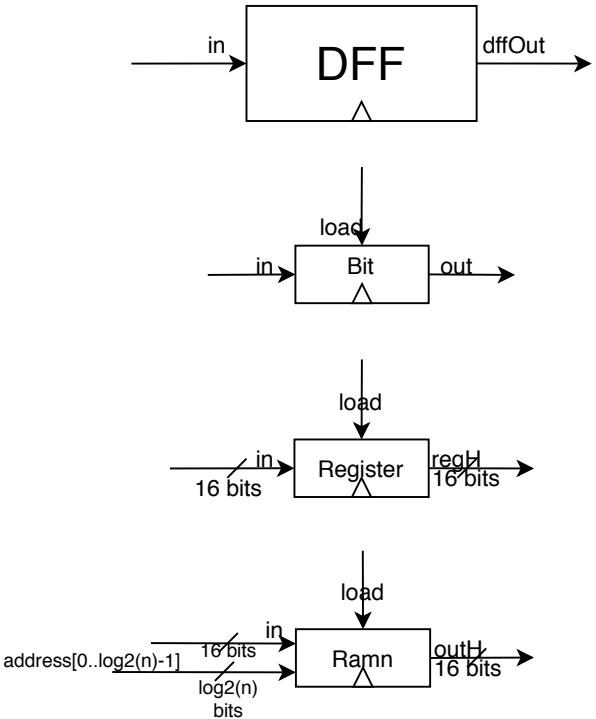 in
DFF
dffOut
load
in
Bit
out
load
in
Register
regH
16 bits
16 bits
load
in
16 bits
address[0..log2(n)-1]
Ramn
outH
16 bits
log2(n)
bits